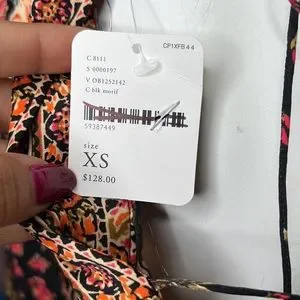 CP1XFB44
C 8111
S 0000197
V OB1252142
C blk motif
59387449
size
XS
$128.00